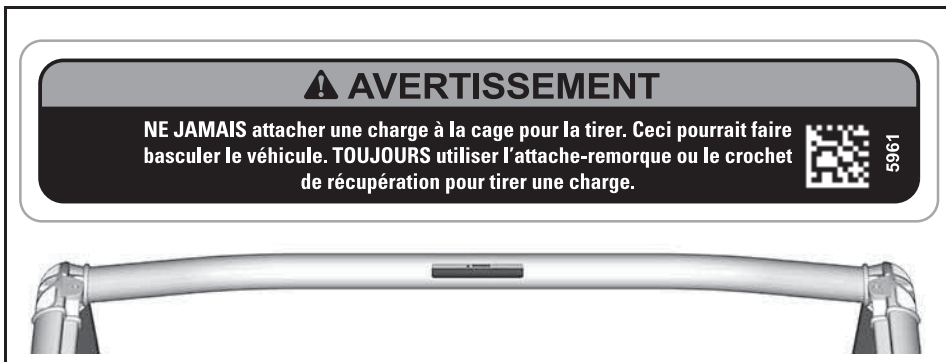 ⚠ AVERTISSEMENT
NE JAMAIS attacher une charge à la cage pour la tirer. Ceci pourrait faire
basculer le véhicule. TOUJOURS utiliser l'attache-remorque ou le crochet
de récupération pour tirer une charge.
5961